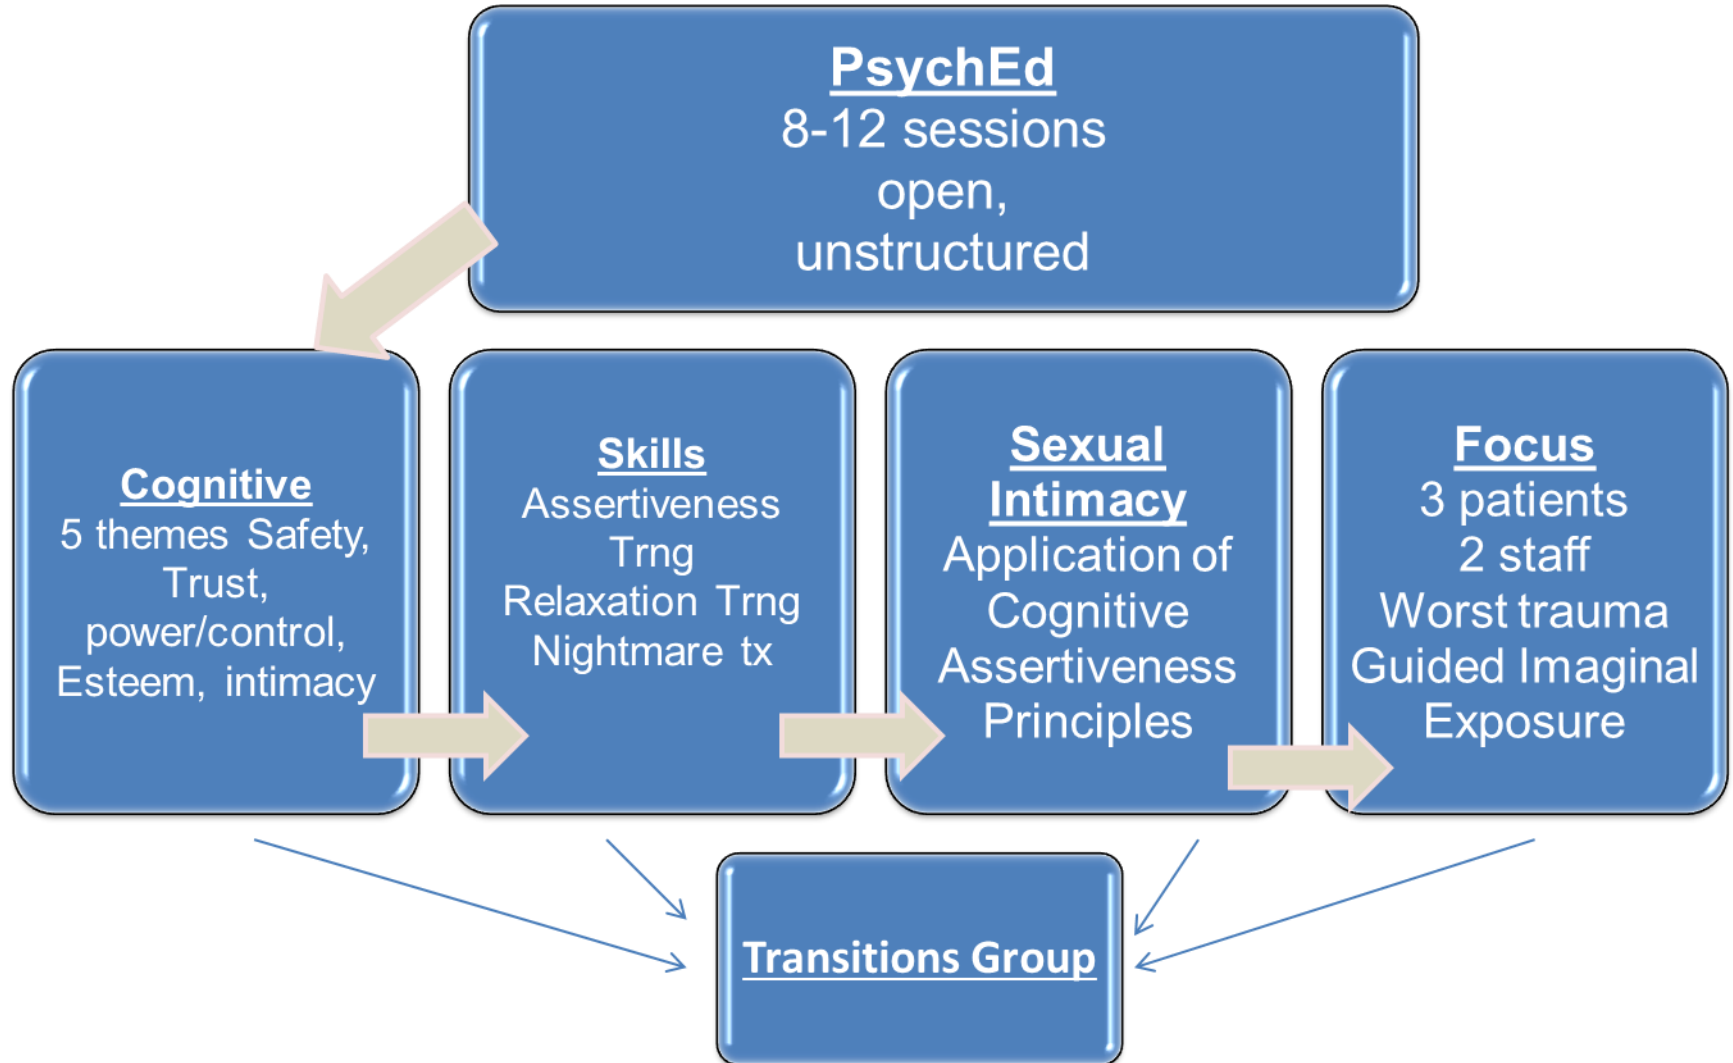 PsychEd
8-12 sessions
open,
unstructured
Cognitive
5 themes Safety,
Trust,
power/control,
Esteem, intimacy
Skills
Assertiveness
Trng
Relaxation Trng
Nightmare tx
Sexual
Intimacy
Application of
Cognitive
Assertiveness
Principles
Focus
3 patients
2 staff
Worst trauma
Guided Imaginal
Exposure
Transitions Group